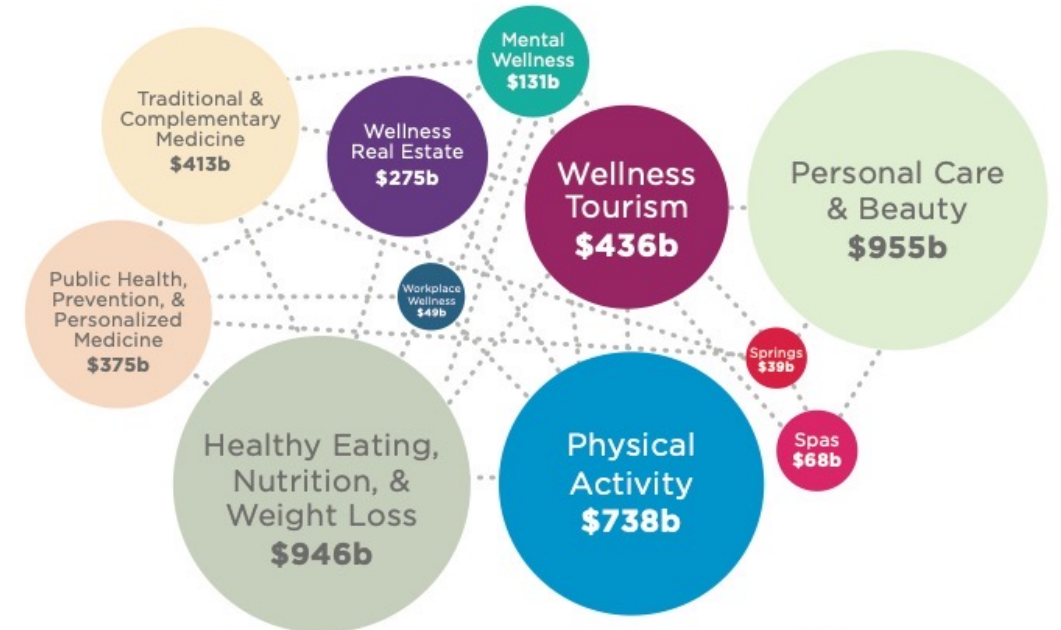 Mental
Wellness
$131b
Traditional &
Complementary
Medicine
$413b
Wellness
Real Estate
$275b
Wellness
Tourism
$436b
Personal Care
& Beauty
$955b
Public Health,
Prevention, &
Personalized
Medicine
$375b
Workplace
Wellness
$49b
Springs
$39b
Healthy Eating,
Nutrition, &
Weight Loss
$946b
Physical
Activity
$738b
Spas
$68b